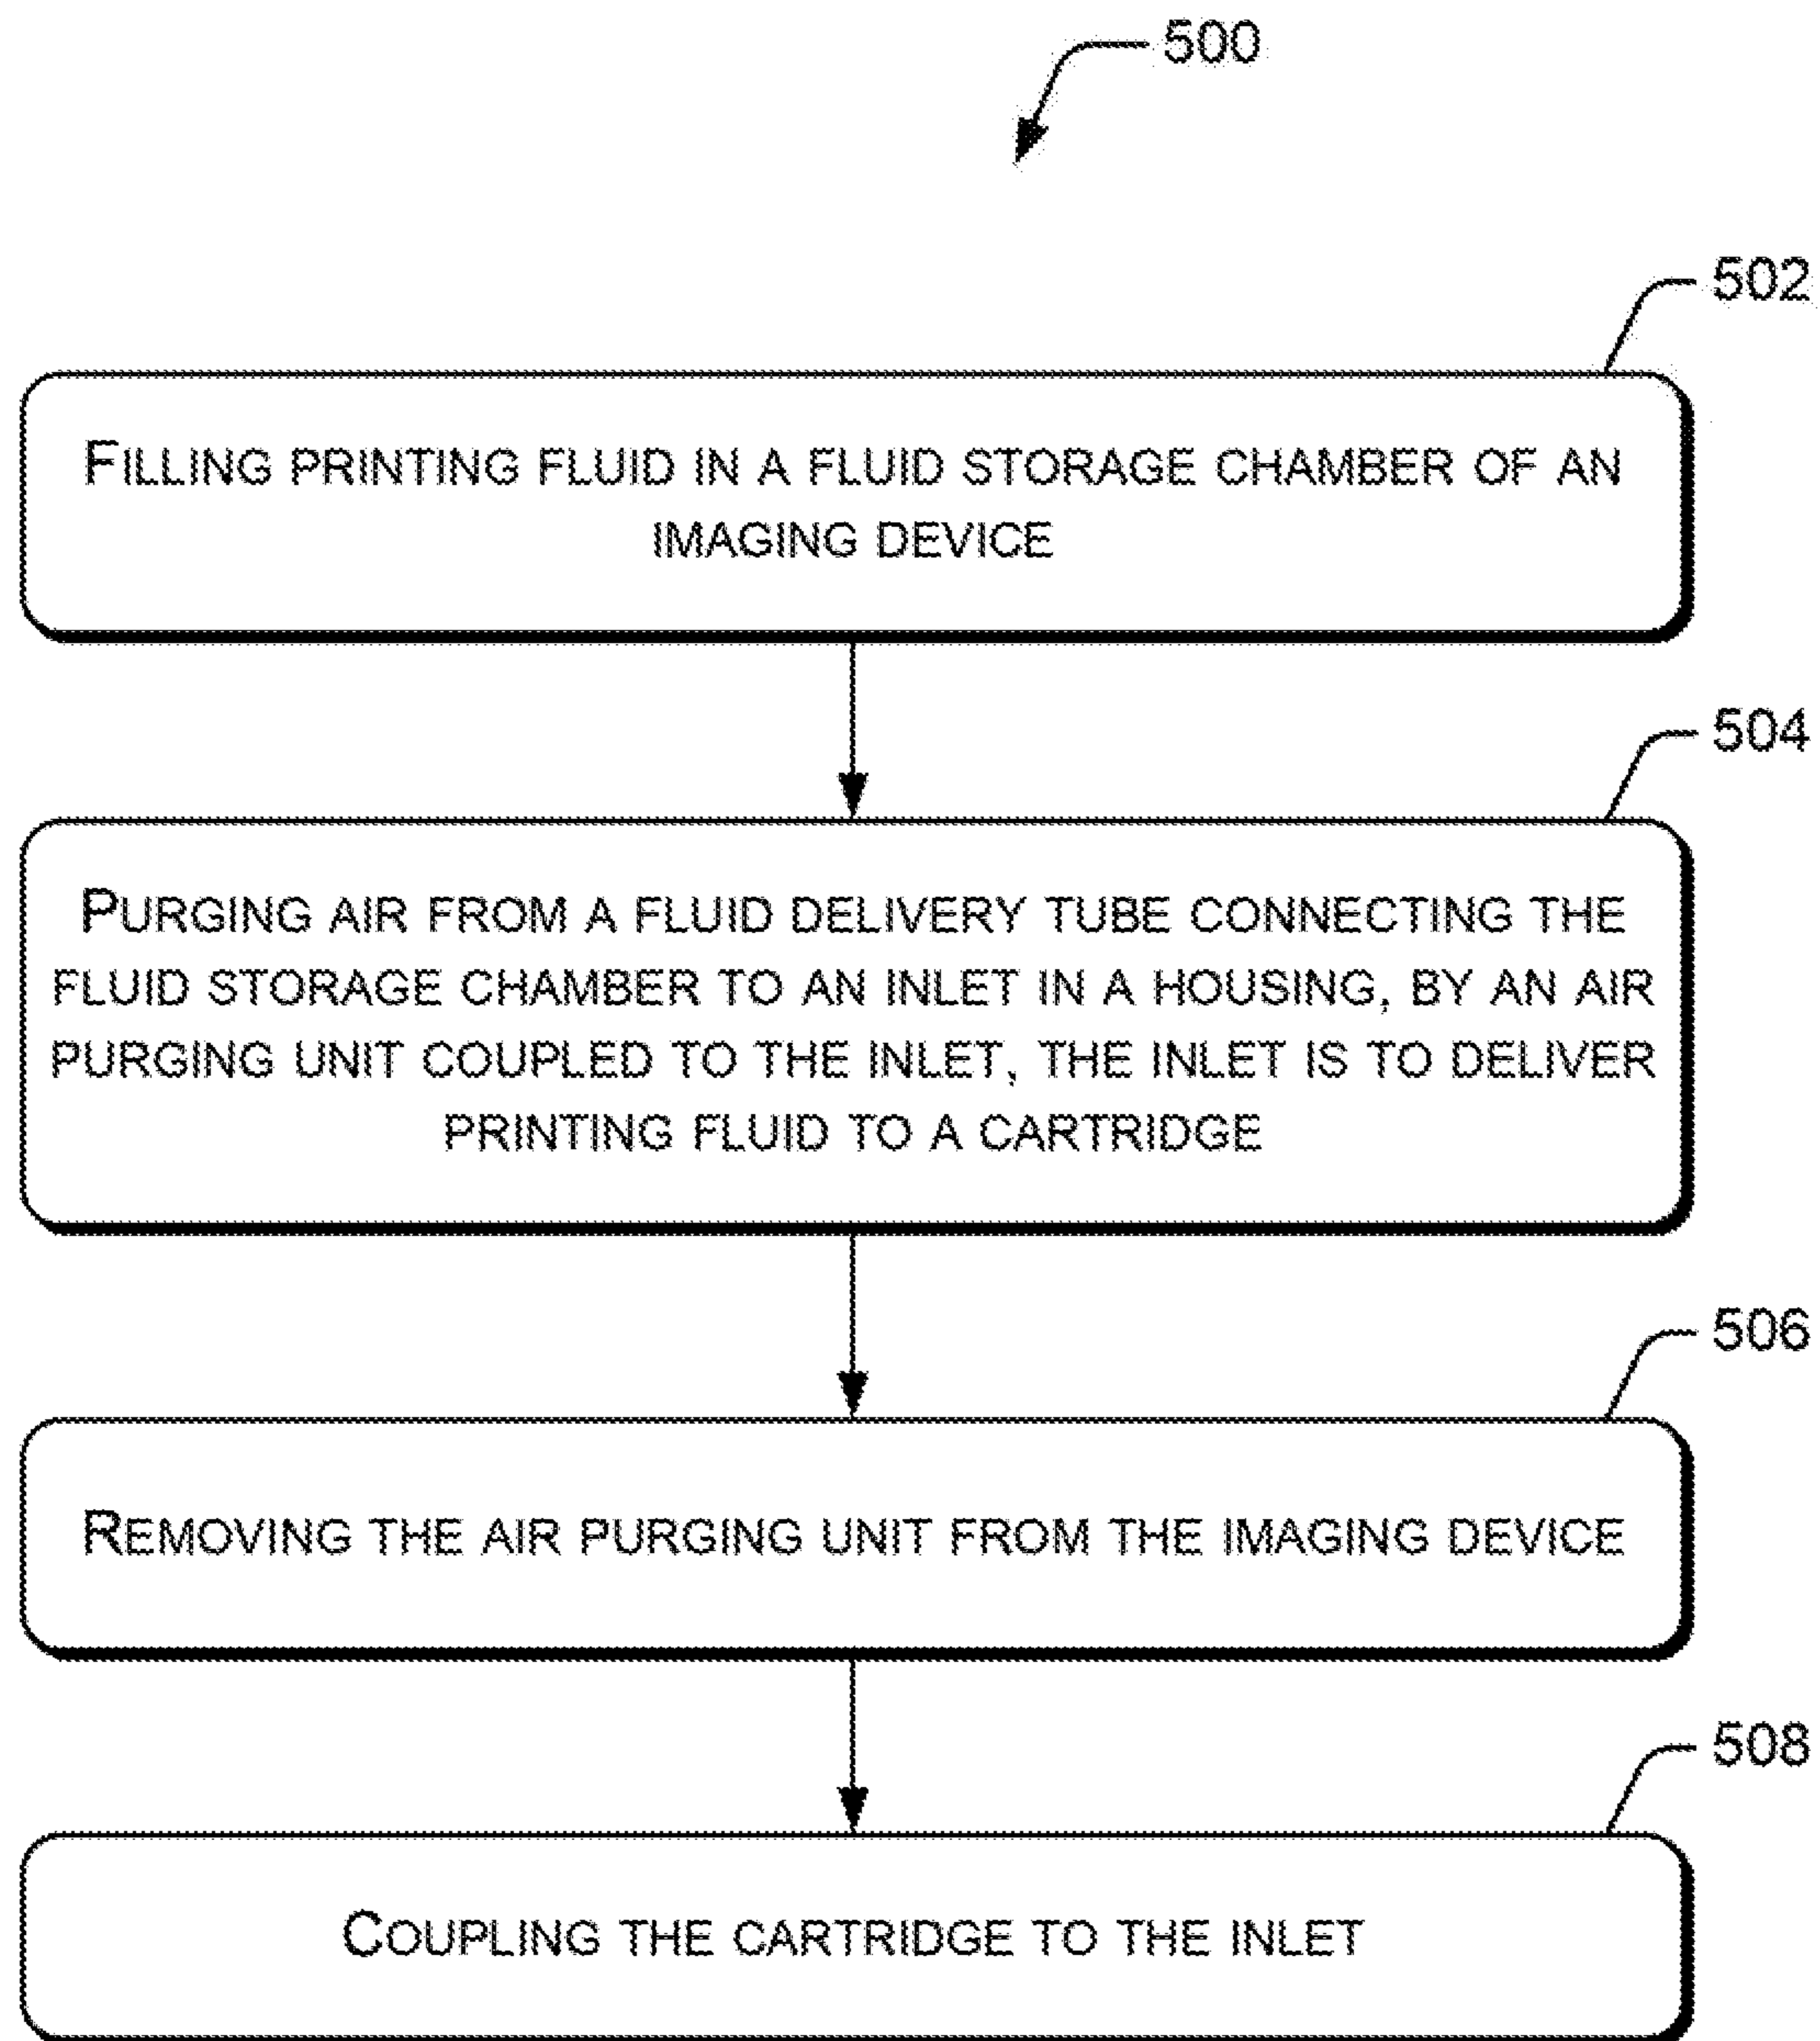 500
502
FILLING PRINTING FLUID IN A FLUID STORAGE CHAMBER OF AN
IMAGING DEVICE
504
PURGING AIR FROM A FLUID DELIVERY TUBE CONNECTING THE
FLUID STORAGE CHAMBER TO AN INLET IN A HOUSING, BY AN AIR
PURGING UNIT COUPLED TO THE INLET, THE INLET IS TO DELIVER
PRINTING FLUID TO A CARTRIDGE
506
REMOVING THE AIR PURGING UNIT FROM THE IMAGING DEVICE
508
COUPLING THE CARTRIDGE TO THE INLET